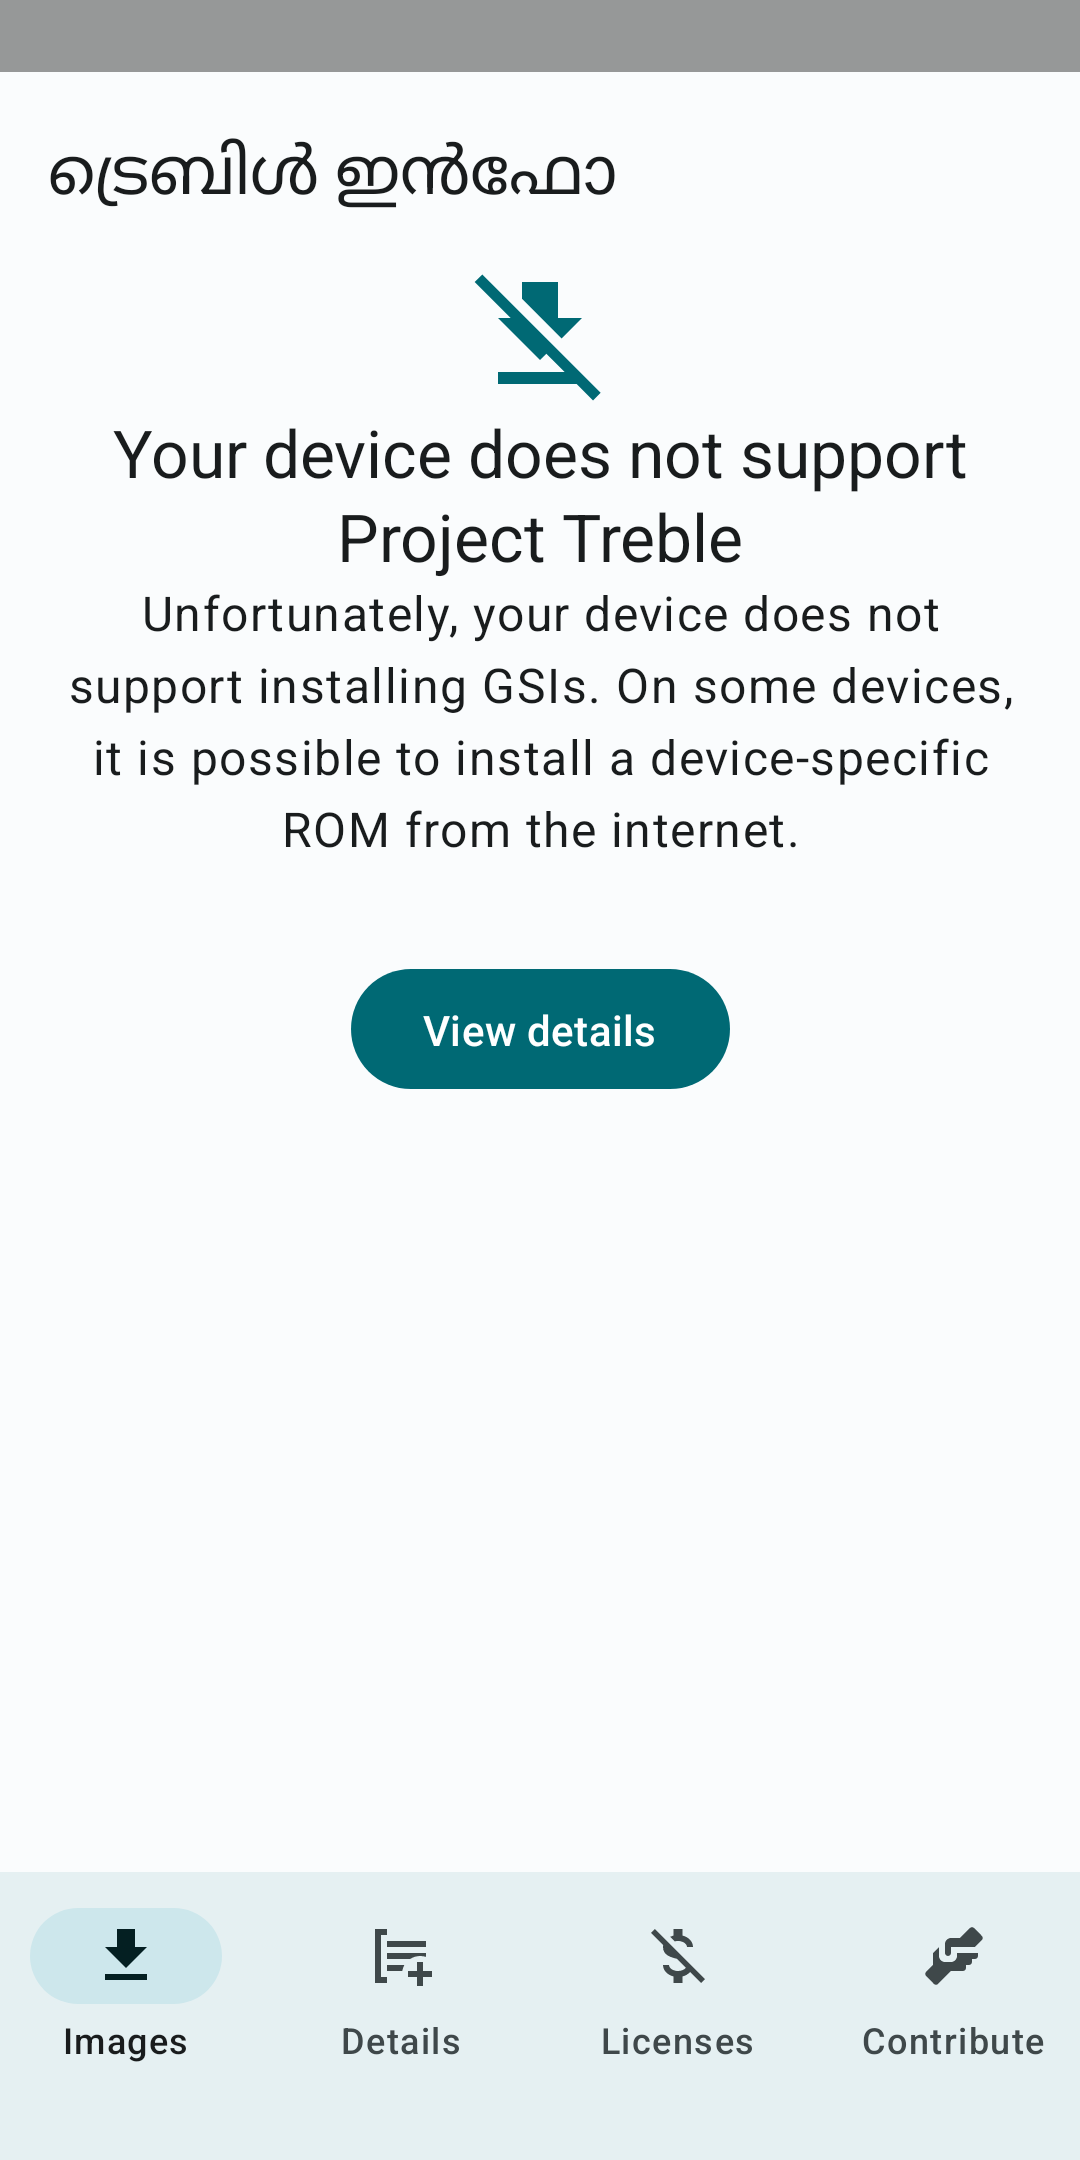 ട്രെബിൾ ഇൻഫോ
Your device does not support
Project Treble
Unfortunately, your device does not
support installing GSIs. On some devices,
it is possible to install a device-specific
ROM from the internet.
View details
Images
Details
Licenses
Contribute